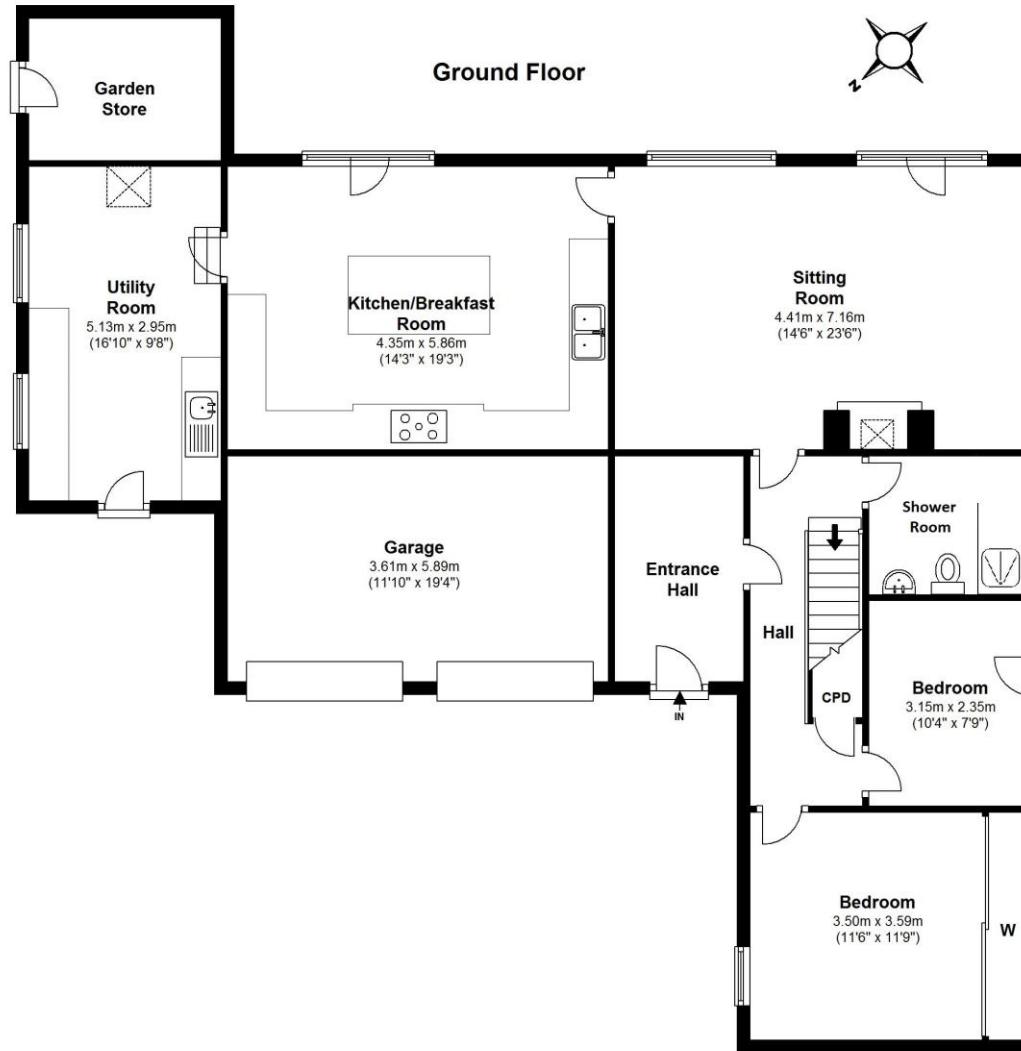 Ground Floor
N
Garden
Store
Utility
Room
5.13m x 2.95m
(16'10" x 9'8")
Kitchen/Breakfast
Room
4.35m x 5.86m
(14'3" x 19'3")
Sitting
Room
4.41m x 7.16m
(14'6" x 23'6")
Garage
3.61m x 5.89m
(11'10" x 19'4")
Entrance
Hall
IN
Hall
CPD
Shower
Room
Bedroom
3.15m x 2.35m
(10'4" x 7'9")
Bedroom
3.50m x 3.59m
(11'6" x 11'9")
W